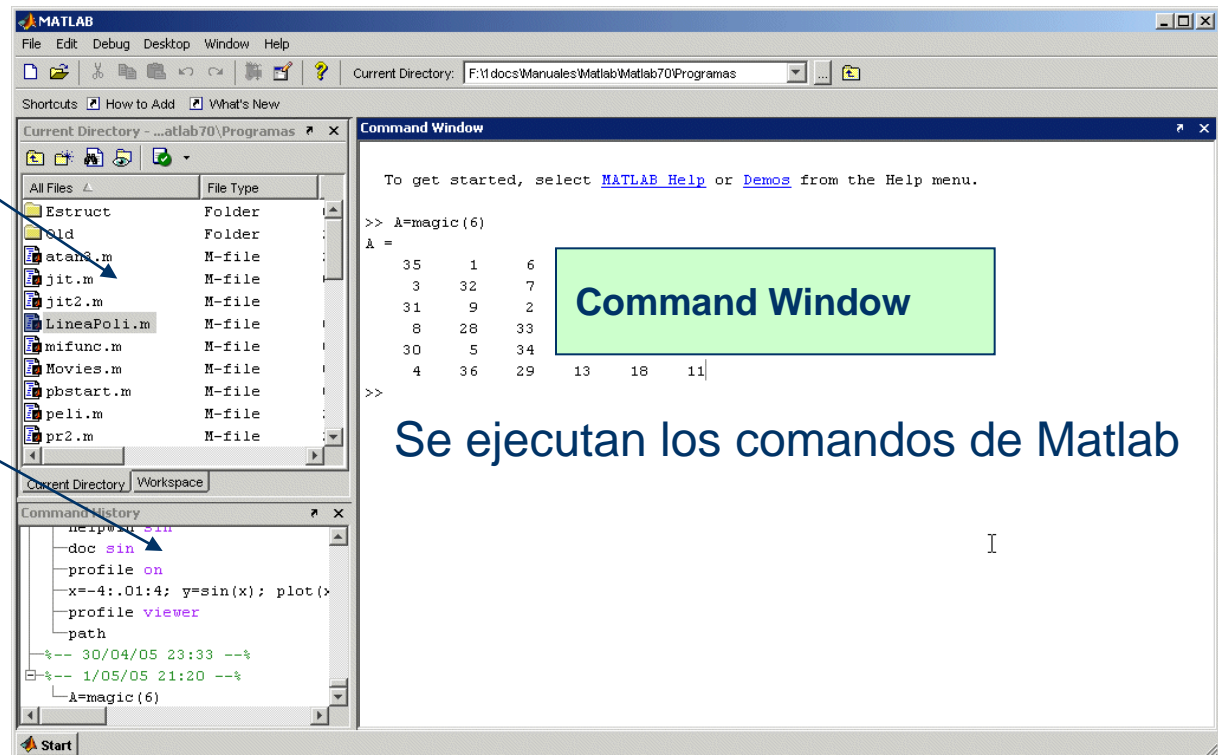 MATLAB
File Edit Debug Desktop Window Help
? Current Directory: F:\1docs\Manuales\Matlab\Matlab70\Programas ...
Shortcuts How to Add What's New
Current Directory - ...atlab70\Programas
All Files File Type
Estruct Folder
Old Folder
atan3.m M-file
jit.m M-file
jit2.m M-file
LineaPoli.m M-file
mifunc.m M-file
Movies.m M-file
pbstart.m M-file
peli.m M-file
pr2.m M-file
Current Directory Workspace
Command History
helpwin sin
doc sin
profile on
x=-4:.01:4; y=sin(x); plot(x
profile viewer
path
%-- 30/04/05 23:33 --%
%-- 1/05/05 21:20 --%
A=magic(6)
Command Window
To get started, select MATLAB Help or Demos from the Help menu.
>> A=magic(6)
A =
35 1 6
3 32 7
31 9 2
8 28 33
30 5 34
4 36 29 13 18 11
>>
Command Window
Se ejecutan los comandos de Matlab
Start